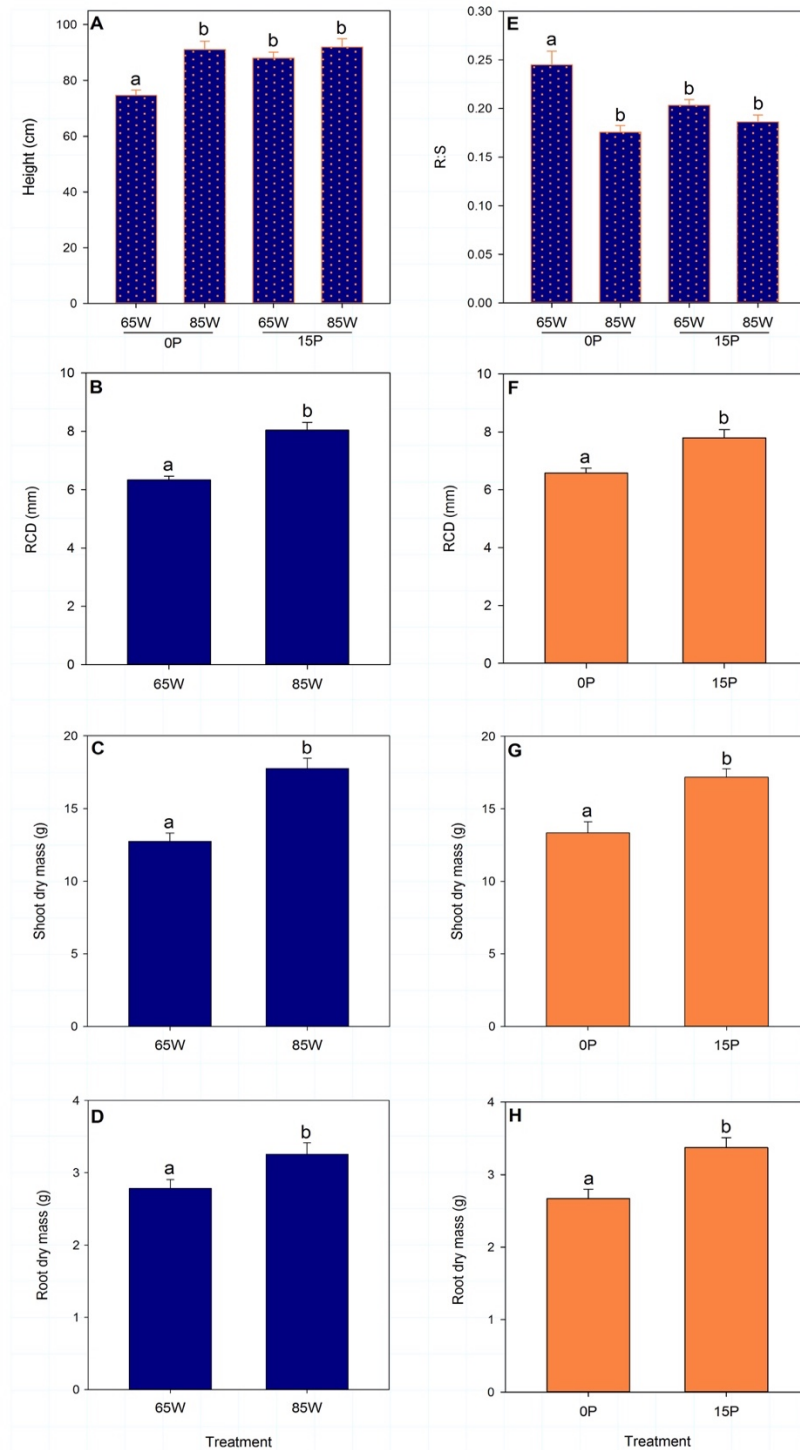 A
Height (cm)
100
80
60
40
20
0
a
b
b
b
65W 85W 65W 85W
0P 15P
E
R:S
0.30
0.25
0.20
0.15
0.10
0.05
0.00
a
b
b
b
65W 85W 65W 85W
0P 15P
B
RCD (mm)
10
8
6
4
2
0
a
b
65W 85W
F
RCD (mm)
10
8
6
4
2
0
a
b
0P 15P
C
Shoot dry mass (g)
20
15
10
5
0
a
b
65W 85W
G
Shoot dry mass (g)
20
15
10
5
0
a
b
0P 15P
D
Root dry mass (g)
4
3
2
1
0
a
b
65W 85W
Treatment
H
Root dry mass (g)
4
3
2
1
0
a
b
0P 15P
Treatment